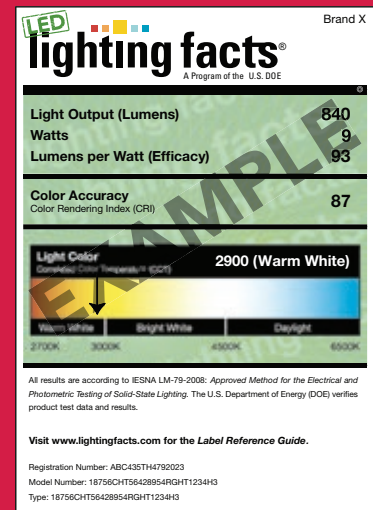 Brand X
LED
lighting facts®
A Program of the U.S. DOE
Light Output (Lumens) 840
Watts 9
Lumens per Watt (Efficacy) 93
Color Accuracy 87
Color Rendering Index (CRI)
Light Color
Correlated Color Temperature (CCT)
2900 (Warm White)
Warm White Bright White Daylight
2700K 3000K 4500K 6500K
EXAMPLE
All results are according to IESNA LM-79-2008: Approved Method for the Electrical and
Photometric Testing of Solid-State Lighting. The U.S. Department of Energy (DOE) verifies
product test data and results.
Visit www.lightingfacts.com for the Label Reference Guide.
Registration Number: ABC435TH4792023
Model Number: 18756CHT56428954RGHT1234H3
Type: 18756CHT56428954RGHT1234H3